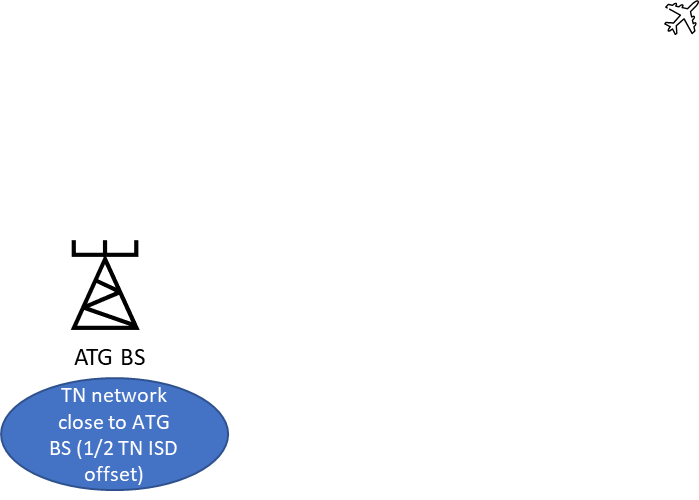 ATG BS
TN network
close to ATG
BS (1/2 TN ISD
offset)